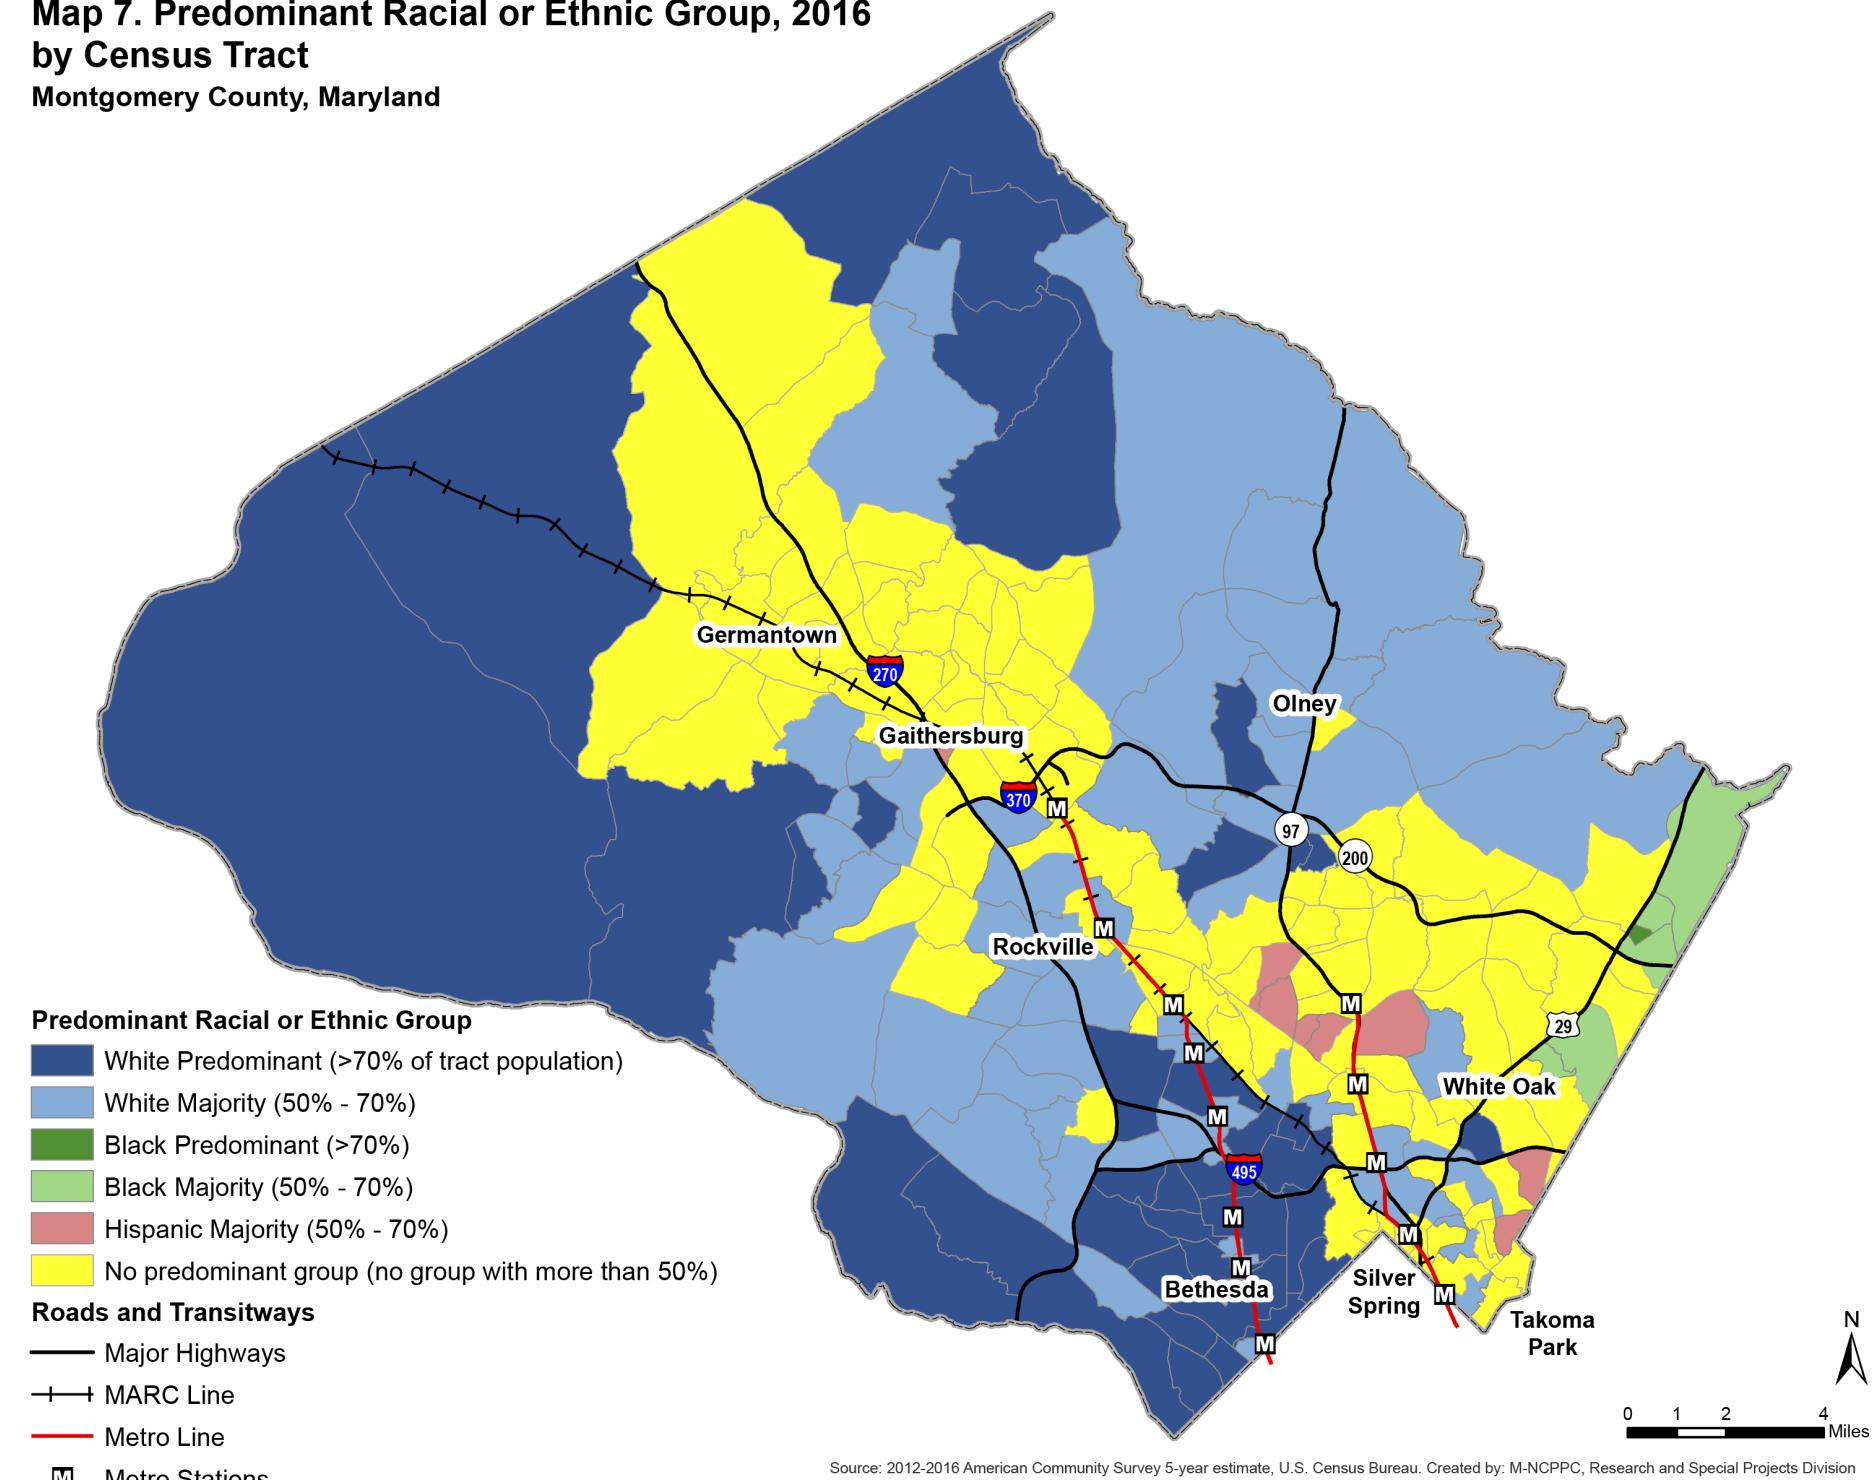 Map 7. Predominant Racial or Ethnic Group, 2016
by Census Tract
Montgomery County, Maryland
Germantown
270
Olney
Gaithersburg
370
97
200
Rockville
29
White Oak
495
Bethesda
Silver
Spring
Takoma
Park
M
M
M
M
M
M
M
M
M
M
M
M
M
Predominant Racial or Ethnic Group
White Predominant (>70% of tract population)
White Majority (50% - 70%)
Black Predominant (>70%)
Black Majority (50% - 70%)
Hispanic Majority (50% - 70%)
No predominant group (no group with more than 50%)
Roads and Transitways
Major Highways
MARC Line
Metro Line
M Metro Stations
N
0 1 2 4
Miles
Source: 2012-2016 American Community Survey 5-year estimate, U.S. Census Bureau. Created by: M-NCPPC, Research and Special Projects Division